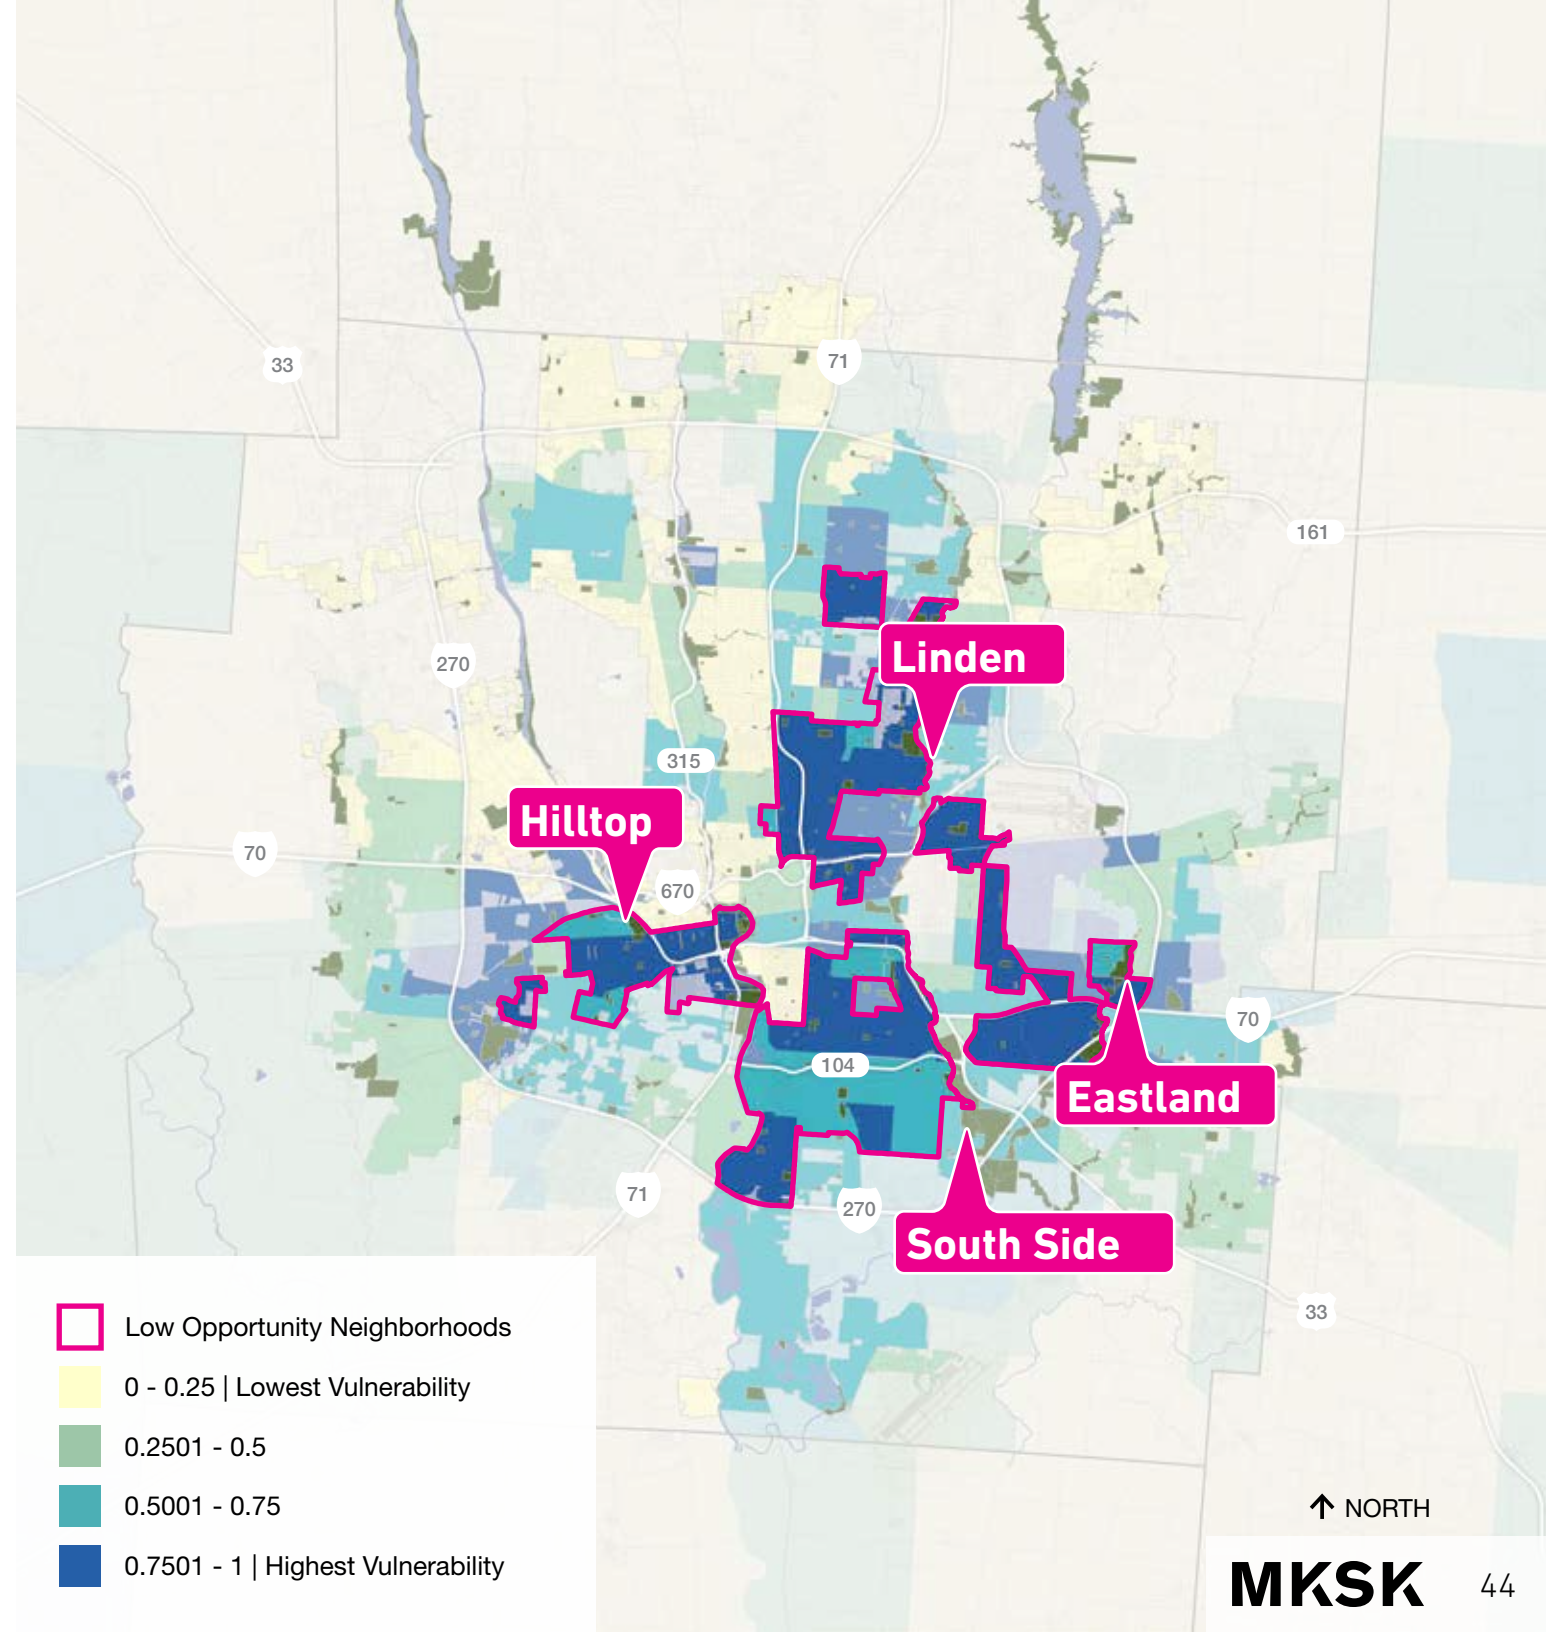 33
71
161
270
Linden
315
Hilltop
70
670
70
104
Eastland
71
270
South Side
33
Low Opportunity Neighborhoods
0 - 0.25 | Lowest Vulnerability
0.2501 - 0.5
0.5001 - 0.75
0.7501 - 1 | Highest Vulnerability
↑ NORTH
MKSK 44